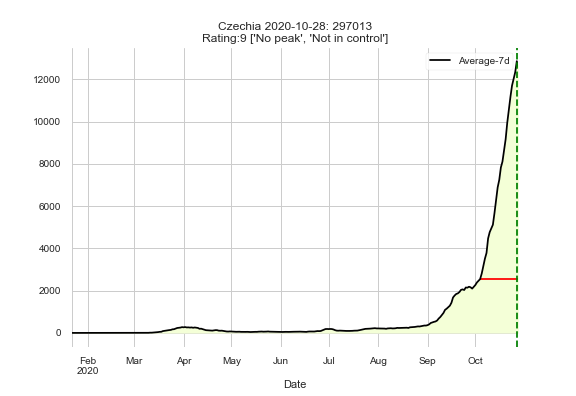 Czechia 2020-10-28: 297013
Rating:9 ['No peak', 'Not in control']
Average-7d
12000
10000
8000
6000
4000
2000
0
Feb Mar Apr May Jun Jul Aug Sep Oct
2020
Date